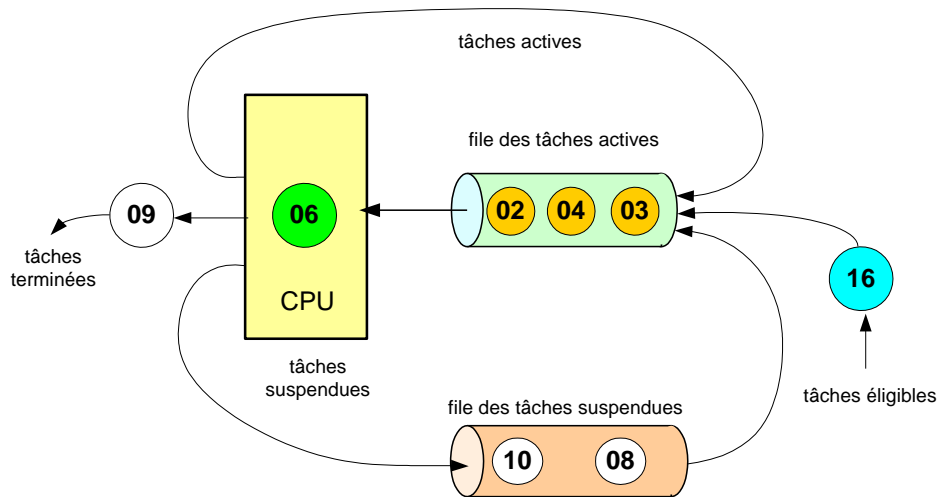 tâches actives
file des tâches actives
09
06
02
04
03
tâches
terminées
16
CPU
tâches
suspendues
tâches éligibles
file des tâches suspendues
10
08